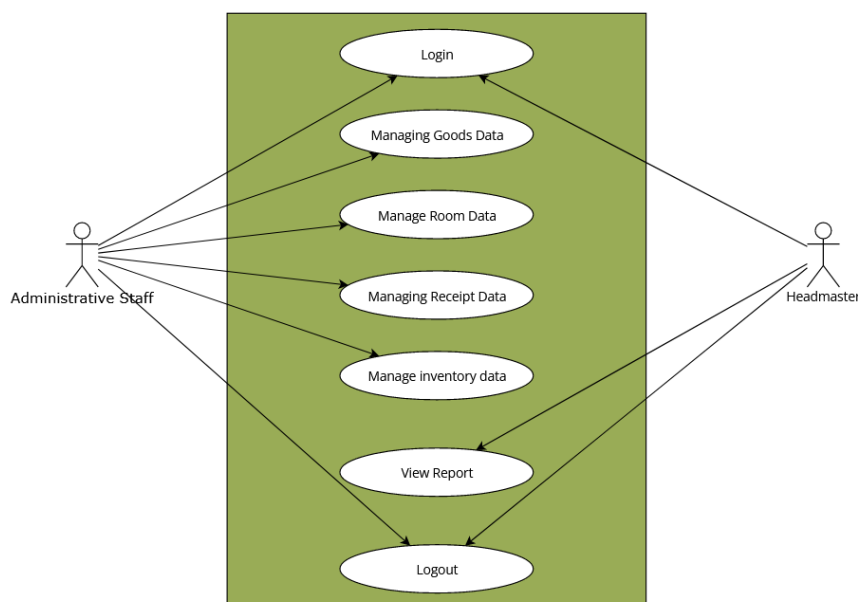 Login
Managing Goods Data
Manage Room Data
Administrative Staff
Headmaster
Managing Receipt Data
Manage inventory data
View Report
Logout